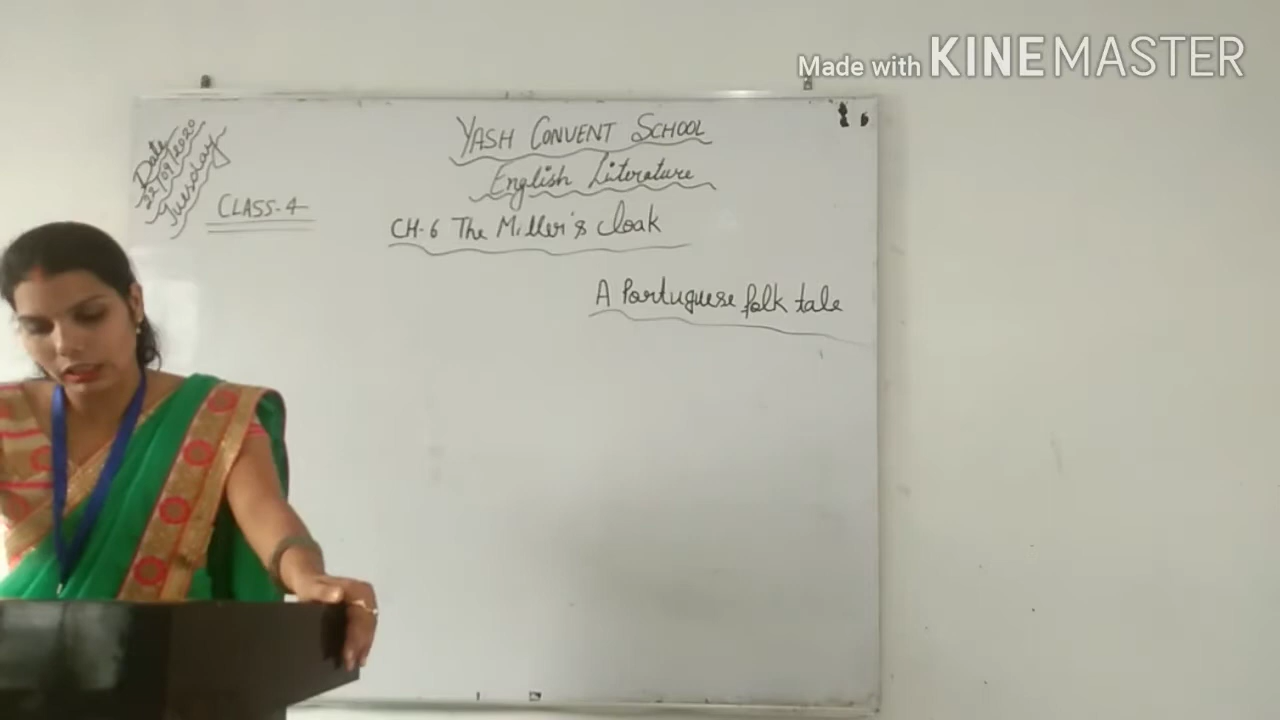 Made with KINEMASTER
Date
22/09/2020
Tuesday
YASH CONVENT SCHOOL
English Literature
CLASS-4
CH-6 The Miller's Cloak
A Portuguese folk tale